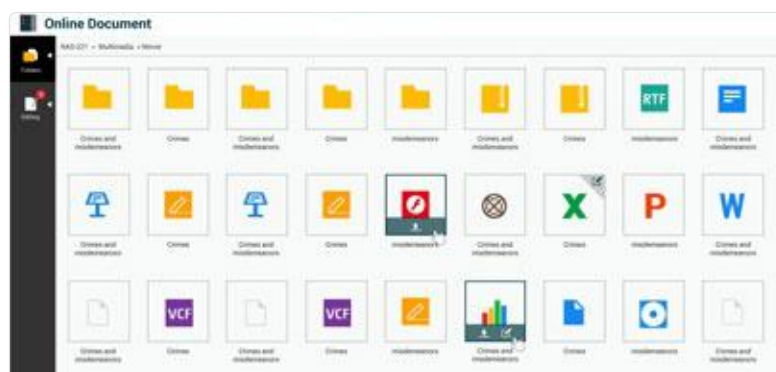 Online Document
NAS-221 • Multimedia • Movie
Folders
Editing
Crimes and
misdemeanors
Crimes
Crimes and
misdemeanors
Crimes
misdemeanors
Crimes and
misdemeanors
Crimes
RTF
misdemeanors
Crimes and
misdemeanors
Crimes and
misdemeanors
Crimes
Crimes and
misdemeanors
Crimes
misdemeanors
Crimes and
misdemeanors
X
Crimes
P
misdemeanors
W
Crimes and
misdemeanors
Crimes and
misdemeanors
VCF
Crimes
Crimes and
misdemeanors
VCF
Crimes
misdemeanors
Crimes and
misdemeanors
Crimes
misdemeanors
Crimes and
misdemeanors